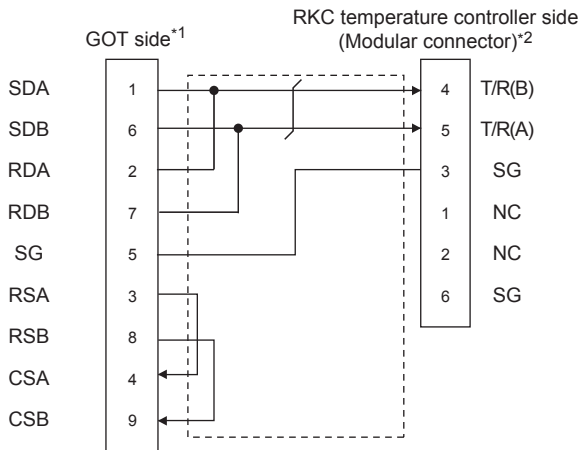 RKC temperature controller side
(Modular connector)*2
GOT side*1
SDA 1 4 T/R(B)
SDB 6 5 T/R(A)
RDA 2 3 SG
RDB 7 1 NC
SG 5 2 NC
RSA 3 6 SG
RSB 8
CSA 4
CSB 9